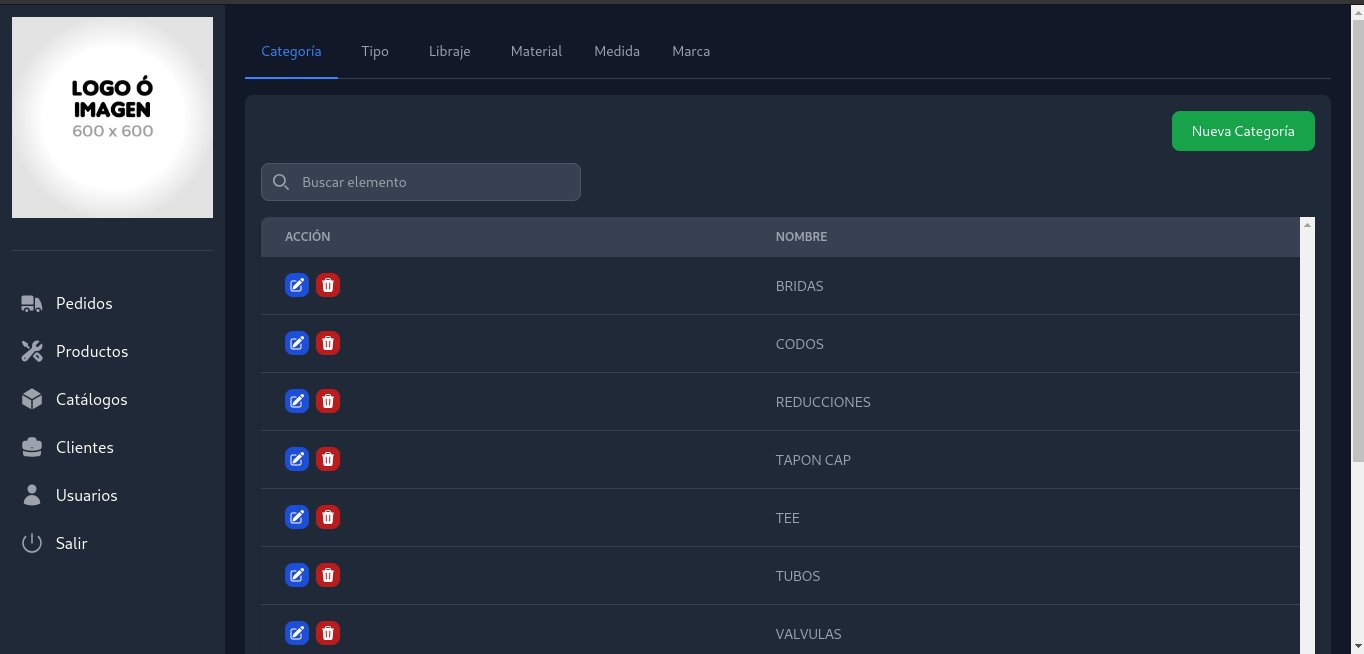 LOGO Ó
IMAGEN
600 x 600
Pedidos
Productos
Catálogos
Clientes
Usuarios
Salir
Categoría Tipo Libraje Material Medida Marca
Nueva Categoría
Buscar elemento
ACCIÓN NOMBRE
BRIDAS
CODOS
REDUCCIONES
TAPON CAP
TEE
TUBOS
VALVULAS